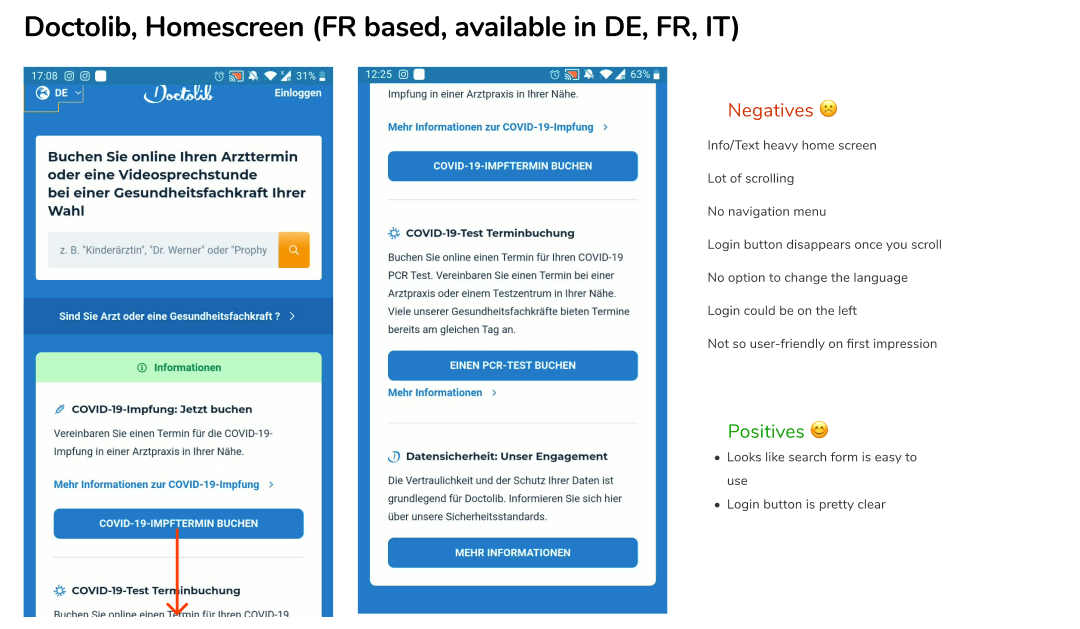 Doctolib, Homescreen (FR based, available in DE, FR, IT)
17:08
31%
DE
Doctolib
Einloggen
Buchen Sie online Ihren Arzttermin
oder eine Videosprechstunde
bei einer Gesundheitsfachkraft Ihrer
Wahl
z. B. "Kinderärztin", "Dr. Werner" oder "Prophy
Sind Sie Arzt oder eine Gesundheitsfachkraft ?
Informationen
COVID-19-Impfung: Jetzt buchen
Vereinbaren Sie einen Termin für die COVID-19-
Impfung in einer Arztpraxis in Ihrer Nähe.
Mehr Informationen zur COVID-19-Impfung
COVID-19-IMPFTERMIN BUCHEN
COVID-19-Test Terminbuchung
Buchen Sie online einen Termin für Ihren COVID-19
12:25
63%
Impfung in einer Arztpraxis in Ihrer Nähe.
Mehr Informationen zur COVID-19-Impfung
COVID-19-IMPFTERMIN BUCHEN
COVID-19-Test Terminbuchung
Buchen Sie online einen Termin für Ihren COVID-19
PCR Test. Vereinbaren Sie einen Termin bei einer
Arztpraxis oder einem Testzentrum in Ihrer Nähe.
Viele unserer Gesundheitsfachkräfte bieten Termine
bereits am gleichen Tag an.
EINEN PCR-TEST BUCHEN
Mehr Informationen
Datensicherheit: Unser Engagement
Die Vertraulichkeit und der Schutz Ihrer Daten ist
grundlegend für Doctolib. Informieren Sie sich hier
über unsere Sicherheitsstandards.
MEHR INFORMATIONEN
Negatives ☹️
Info/Text heavy home screen
Lot of scrolling
No navigation menu
Login button disappears once you scroll
No option to change the language
Login could be on the left
Not so user-friendly on first impression
Positives 😊
• Looks like search form is easy to
use
• Login button is pretty clear